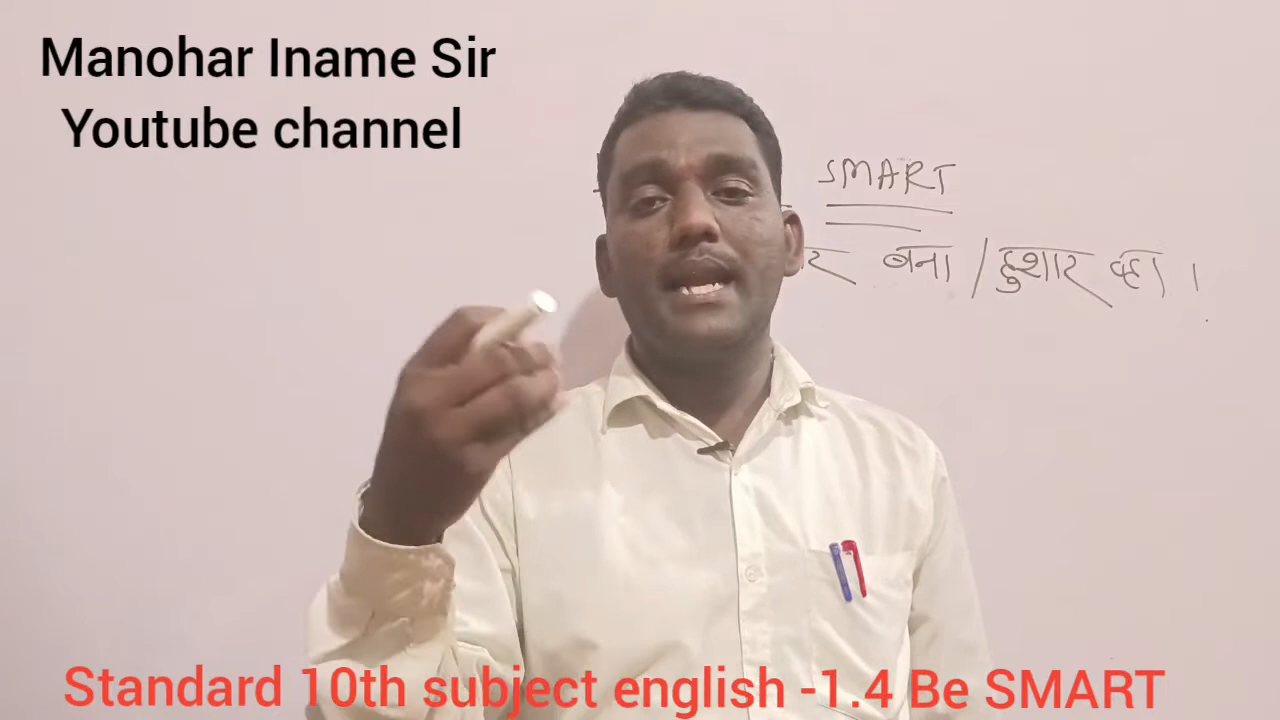 Manohar Iname Sir
Youtube channel
SMART
बना / हुशार व्हा ।
Standard 10th subject english -1.4 Be SMART